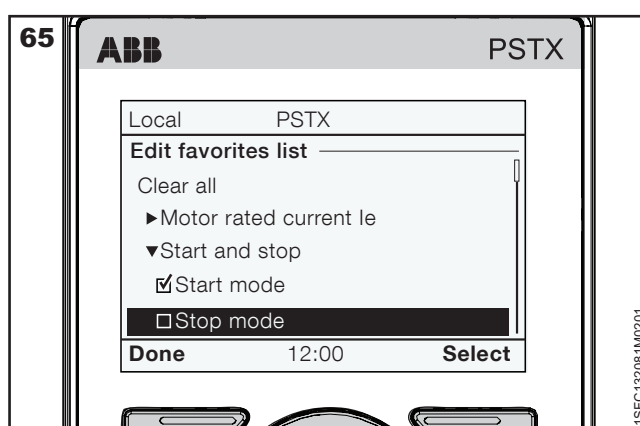 65
ABB PSTX
Local PSTX
Edit favorites list
Clear all
▶Motor rated current Ie
▼Start and stop
☑Start mode
☐Stop mode
Done 12:00 Select
1SFC132081M0201